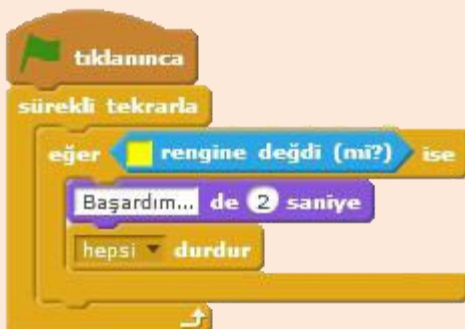 tıklanınca
sürekli tekrarla
eğer rengine değdi (mi?) ise
Başardım... de 2 saniye
hepsi durdur